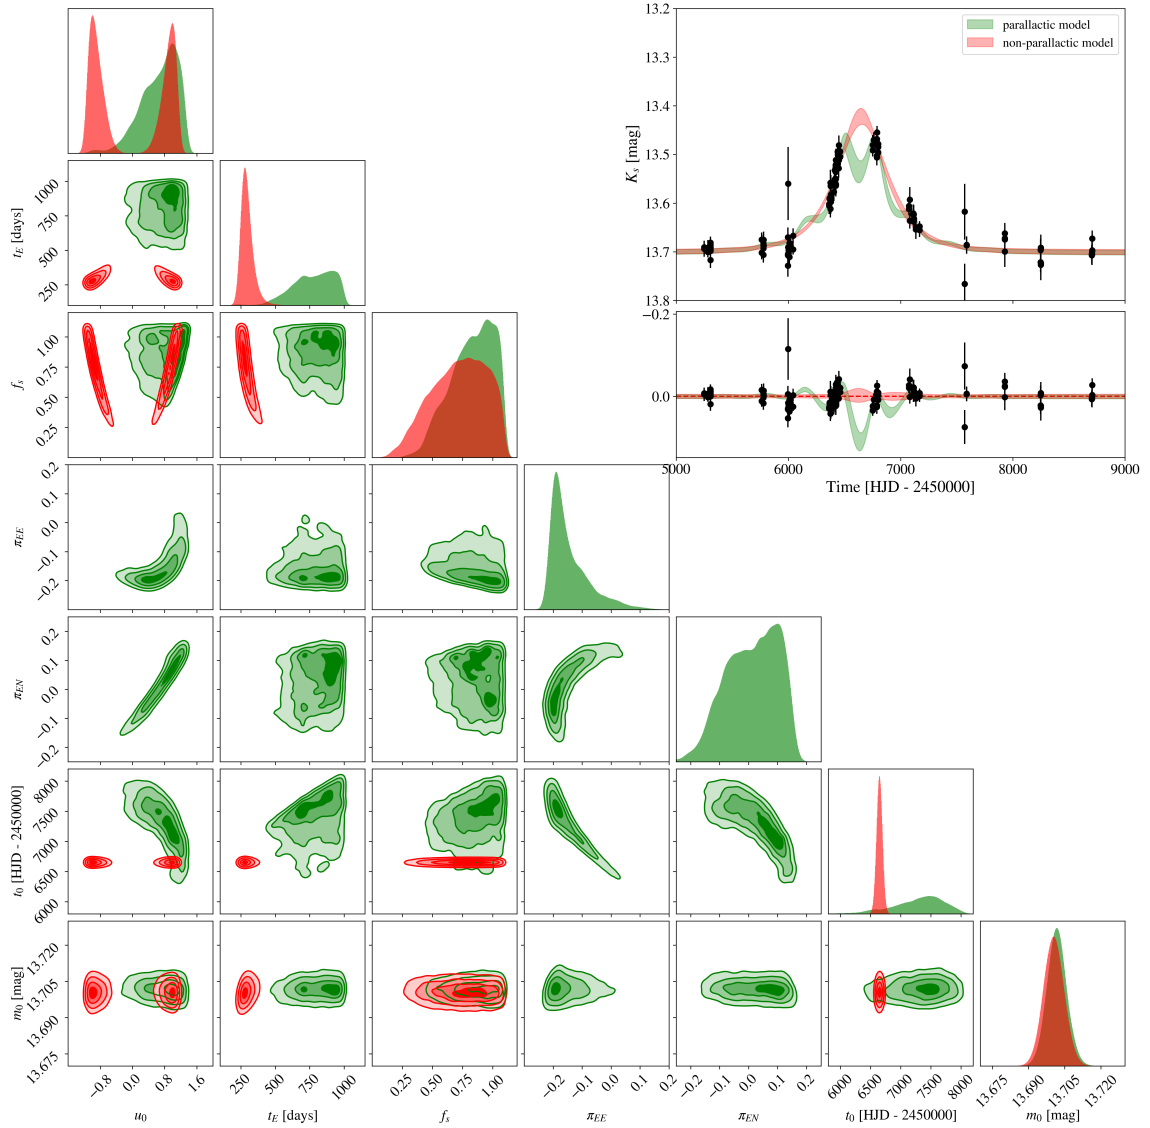 13.2
13.3
13.4
13.5
13.6
13.7
13.8
K_s [mag]
parallactic model
non-parallactic model
−0.2
0.0
5000 6000 7000 8000 9000
Time [HJD - 2450000]
1000
750
500
250
t_E [days]
1.00
0.75
0.50
0.25
f_s
0.2
0.1
0.0
−0.1
−0.2
π_EE
0.2
0.1
0.0
−0.1
−0.2
π_EN
8000
7500
7000
6500
6000
t_0 [HJD - 2450000]
13.720
13.705
13.690
13.675
m_0 [mag]
−0.8 0.0 0.8 1.6
u_0
250 500 750 1000
t_E [days]
0.25 0.50 0.75 1.00
f_s
−0.2 −0.1 0.0 0.1 0.2
π_EE
−0.2 −0.1 0.0 0.1 0.2
π_EN
6000 6500 7000 7500 8000
t_0 [HJD - 2450000]
13.675 13.690 13.705 13.720
m_0 [mag]